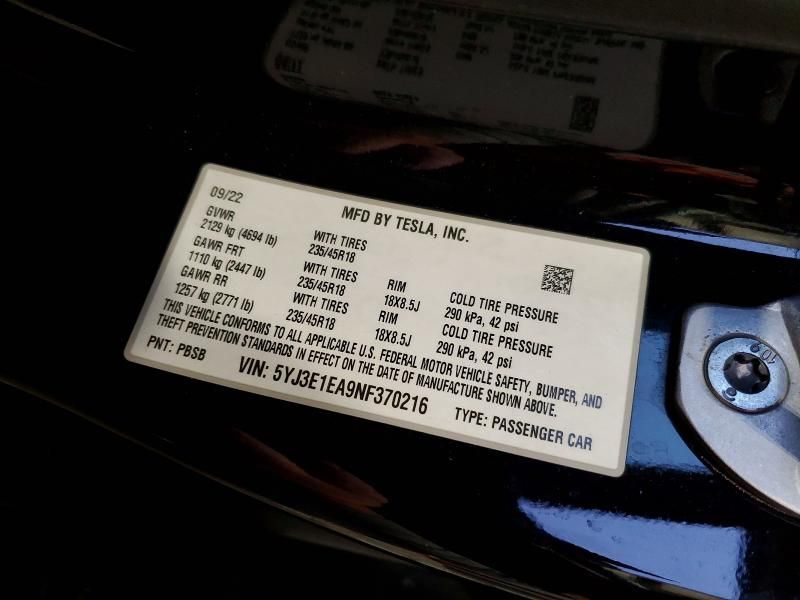 09/22
MFD BY TESLA, INC.
GVWR
2129 kg (4694 lb)
WITH TIRES
235/45R18
GAWR FRT
1110 kg (2447 lb)
WITH TIRES
235/45R18
RIM
18X8.5J
COLD TIRE PRESSURE
290 kPa, 42 psi
GAWR RR
1257 kg (2771 lb)
WITH TIRES
235/45R18
RIM
18X8.5J
COLD TIRE PRESSURE
290 kPa, 42 psi
THIS VEHICLE CONFORMS TO ALL APPLICABLE U.S. FEDERAL MOTOR VEHICLE SAFETY, BUMPER, AND
THEFT PREVENTION STANDARDS IN EFFECT ON THE DATE OF MANUFACTURE SHOWN ABOVE.
PNT: PBSB
VIN: 5YJ3E1EA9NF370216
TYPE: PASSENGER CAR
10.9